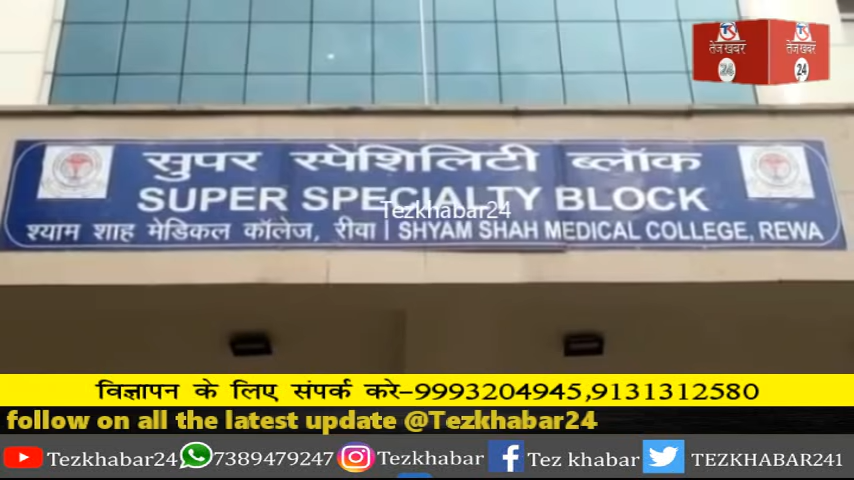 तेज खबर तेज खबर
24 24
सुपर स्पेशिलिटी ब्लॉक
SUPER SPECIALTY BLOCK
Tezkhabar24
श्याम शाह मेडिकल कॉलेज, रीवा | SHYAM SHAH MEDICAL COLLEGE, REWA
विज्ञापन के लिए संपर्क करे-9993204945,9131312580
follow on all the latest update @Tezkhabar24
Tezkhabar24 7389479247 Tezkhabar Tez khabar TEZKHABAR241